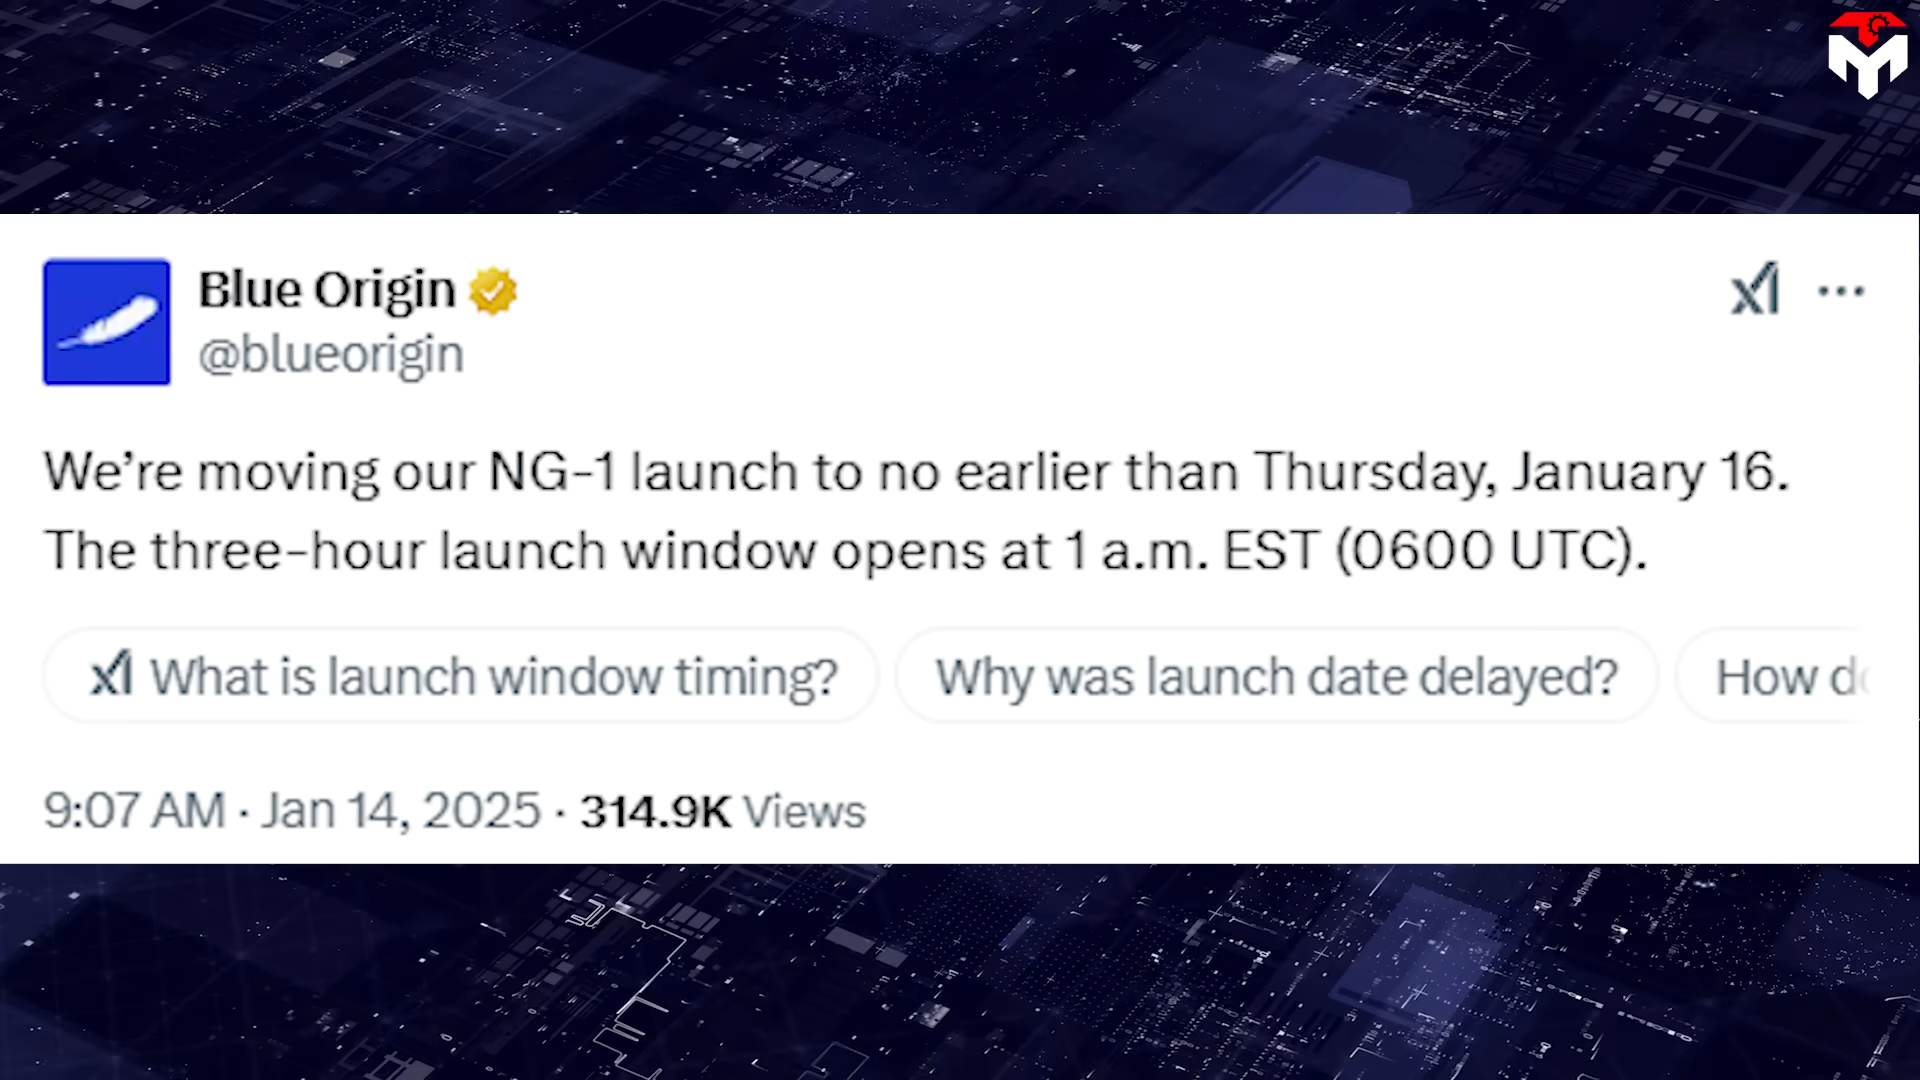 Blue Origin
@blueorigin
We’re moving our NG-1 launch to no earlier than Thursday, January 16.
The three-hour launch window opens at 1 a.m. EST (0600 UTC).
What is launch window timing? Why was launch date delayed? How do
9:07 AM · Jan 14, 2025 · 314.9K Views